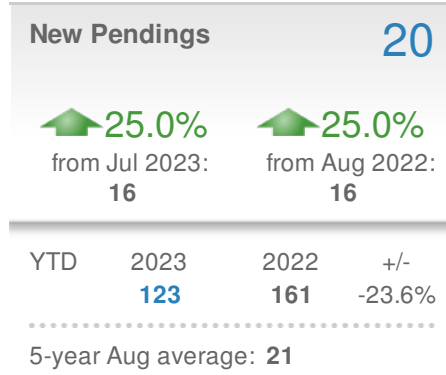 New Pendings 20
25.0% 25.0%
from Jul 2023: from Aug 2022:
16 16
YTD 2023 2022 +/-
123 161 -23.6%
5-year Aug average: 21